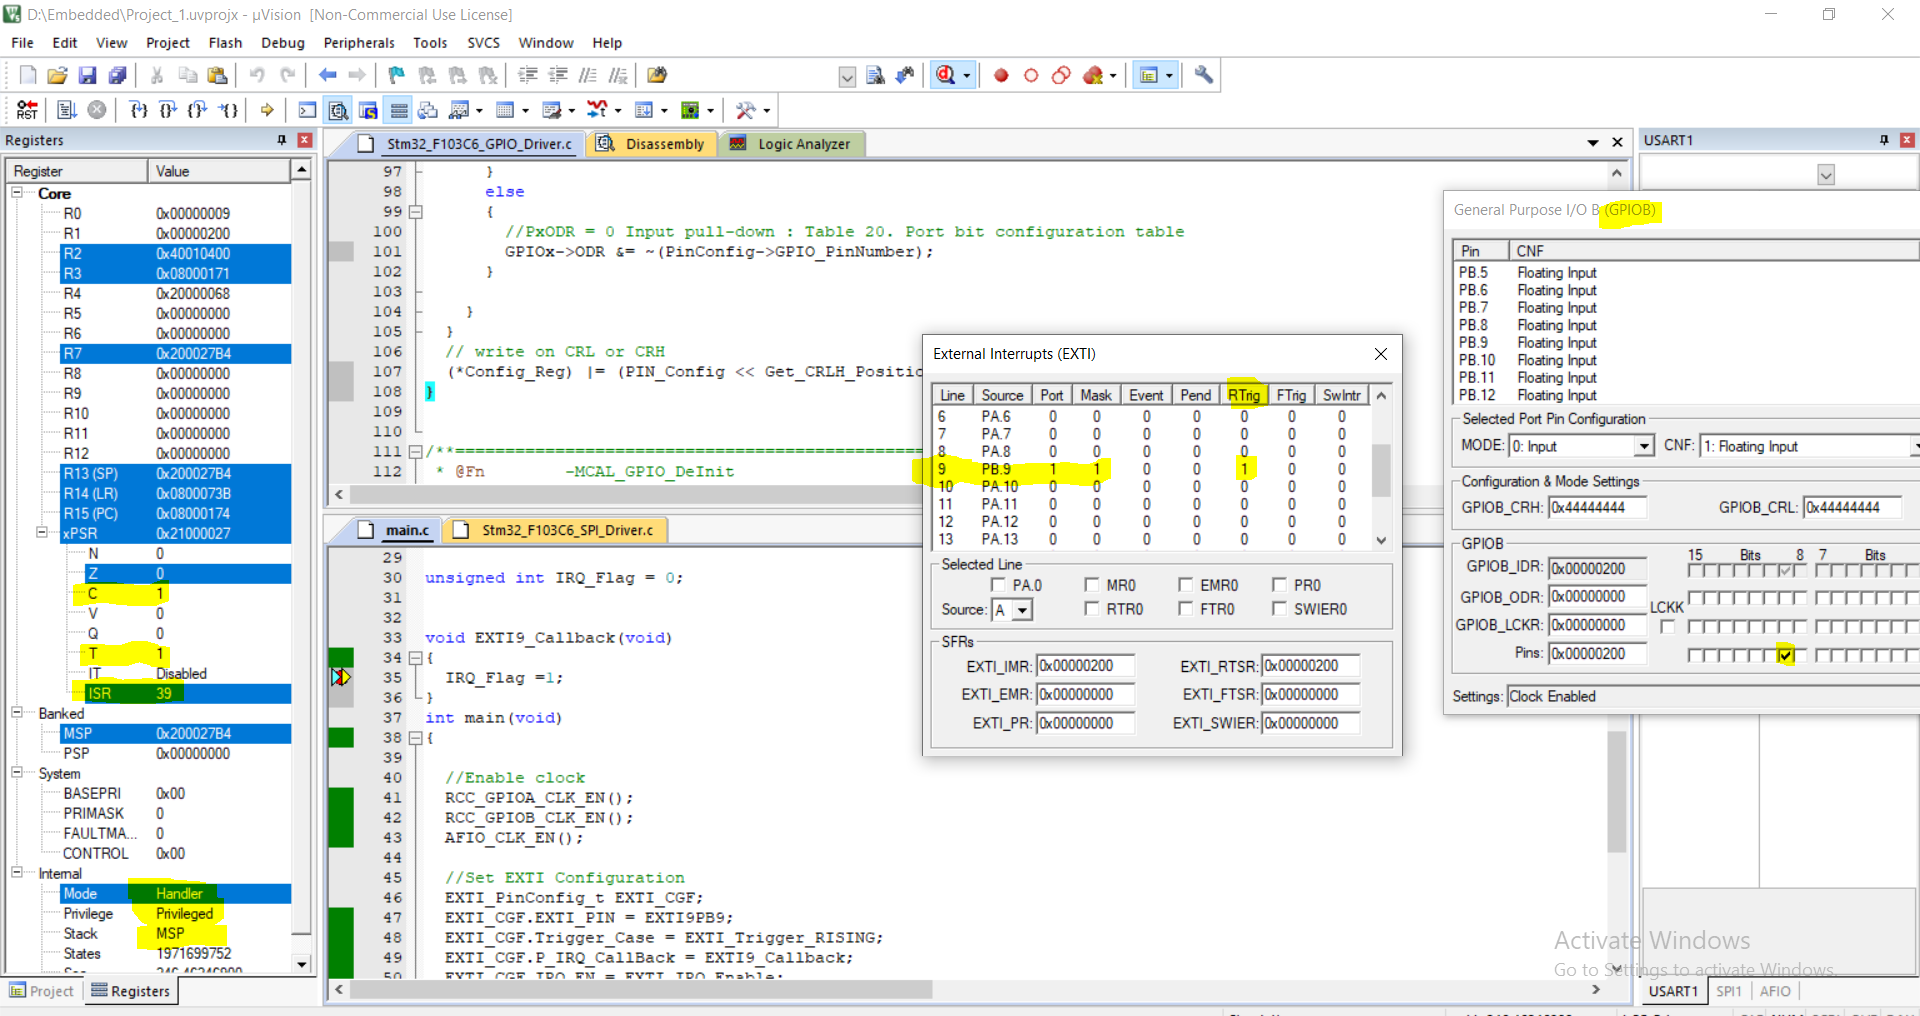 D:\Embedded\Project_1.uvprojx - µVision [Non-Commercial Use License]
File Edit View Project Flash Debug Peripherals Tools SVCS Window Help
RST
Registers
Register Value
Core
R0 0x00000009
R1 0x00000200
R2 0x40010400
R3 0x08000171
R4 0x20000068
R5 0x00000000
R6 0x00000000
R7 0x200027B4
R8 0x00000000
R9 0x00000000
R10 0x00000000
R11 0x00000000
R12 0x00000000
R13 (SP) 0x200027B4
R14 (LR) 0x0800073B
R15 (PC) 0x08000174
xPSR 0x21000027
N 0
Z 0
C 1
V 0
Q 0
T 1
IT Disabled
ISR 39
Banked
MSP 0x200027B4
PSP 0x00000000
System
BASEPRI 0x00
PRIMASK 0
FAULTMA... 0
CONTROL 0x00
Internal
Mode Handler
Privilege Privileged
Stack MSP
States 1971699752
Project Registers
Stm32_F103C6_GPIO_Driver.c Disassembly Logic Analyzer
97 }
98 else
99 {
100 //PxODR = 0 Input pull-down : Table 20. Port bit configuration table
101 GPIOx->ODR &= ~(PinConfig->GPIO_PinNumber);
102 }
103
104 }
105 }
106 // write on CRL or CRH
107 (*Config_Reg) |= (PIN_Config << Get_CRLH_Positic
108 }
109
110
111 /**================================================
112 * @Fn -MCAL_GPIO_DeInit
main.c Stm32_F103C6_SPI_Driver.c
29
30 unsigned int IRQ_Flag = 0;
31
32
33 void EXTI9_Callback(void)
34 {
35 IRQ_Flag =1;
36 }
37 int main(void)
38 {
39
40 //Enable clock
41 RCC_GPIOA_CLK_EN();
42 RCC_GPIOB_CLK_EN();
43 AFIO_CLK_EN();
44
45 //Set EXTI Configuration
46 EXTI_PinConfig_t EXTI_CGF;
47 EXTI_CGF.EXTI_PIN = EXTI9PB9;
48 EXTI_CGF.Trigger_Case = EXTI_Trigger_RISING;
49 EXTI_CGF.P_IRQ_CallBack = EXTI9_Callback;
50 EXTI_CGF.IRQ_EN = EXTI_IRQ_Enable;
External Interrupts (EXTI)
Line Source Port Mask Event Pend RTrig FTrig SwIntr
6 PA.6 0 0 0 0 0 0 0
7 PA.7 0 0 0 0 0 0 0
8 PA.8 0 0 0 0 0 0 0
9 PB.9 1 1 0 0 1 0 0
10 PA.10 0 0 0 0 0 0 0
11 PA.11 0 0 0 0 0 0 0
12 PA.12 0 0 0 0 0 0 0
13 PA.13 0 0 0 0 0 0 0
Selected Line
PA.0 MR0 EMR0 PR0
Source: A RTR0 FTR0 SWIER0
SFRs
EXTI_IMR: 0x00000200 EXTI_RTSR: 0x00000200
EXTI_EMR: 0x00000000 EXTI_FTSR: 0x00000000
EXTI_PR: 0x00000000 EXTI_SWIER: 0x00000000
USART1
General Purpose I/O B (GPIOB)
Pin CNF
PB.5 Floating Input
PB.6 Floating Input
PB.7 Floating Input
PB.8 Floating Input
PB.9 Floating Input
PB.10 Floating Input
PB.11 Floating Input
PB.12 Floating Input
Selected Port Pin Configuration
MODE: 0: Input CNF: 1: Floating Input
Configuration & Mode Settings
GPIOB_CRH: 0x44444444 GPIOB_CRL: 0x44444444
GPIOB
15 Bits 8 7 Bits
GPIOB_IDR: 0x00000200
GPIOB_ODR: 0x00000000
LCKK
GPIOB_LCKR: 0x00000000
Pins: 0x00000200
Settings: Clock Enabled
Activate Windows
Go to Settings to activate Windows.
USART1 SPI1 AFIO